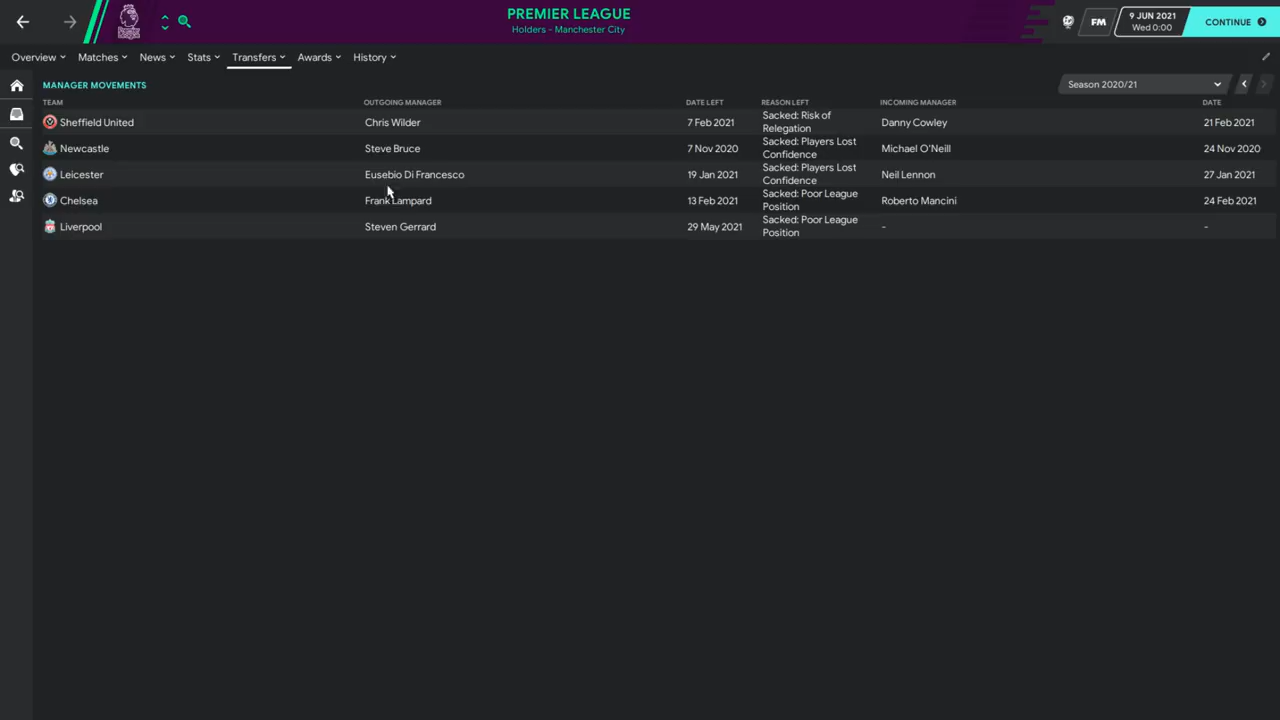 PREMIER LEAGUE
Holders - Manchester City
FM
9 JUN 2021
Wed 0:00
CONTINUE
Overview Matches News Stats Transfers Awards History
MANAGER MOVEMENTS
Season 2020/21
TEAM OUTGOING MANAGER DATE LEFT REASON LEFT INCOMING MANAGER DATE
Sheffield United Chris Wilder 7 Feb 2021 Sacked: Risk of Relegation Danny Cowley 21 Feb 2021
Newcastle Steve Bruce 7 Nov 2020 Sacked: Players Lost Confidence Michael O'Neill 24 Nov 2020
Leicester Eusebio Di Francesco 19 Jan 2021 Sacked: Players Lost Confidence Neil Lennon 27 Jan 2021
Chelsea Frank Lampard 13 Feb 2021 Sacked: Poor League Position Roberto Mancini 24 Feb 2021
Liverpool Steven Gerrard 29 May 2021 Sacked: Poor League Position - -